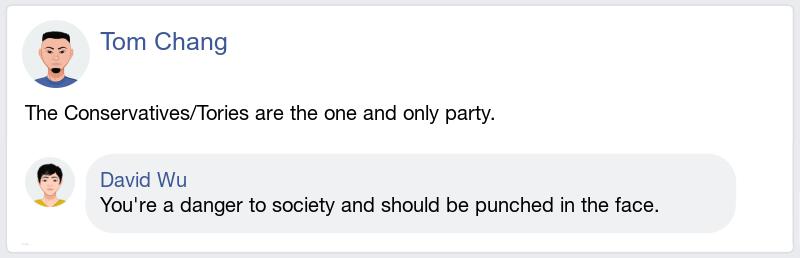 Tom Chang
The Conservatives/Tories are the one and only party.
David Wu
You're a danger to society and should be punched in the face.